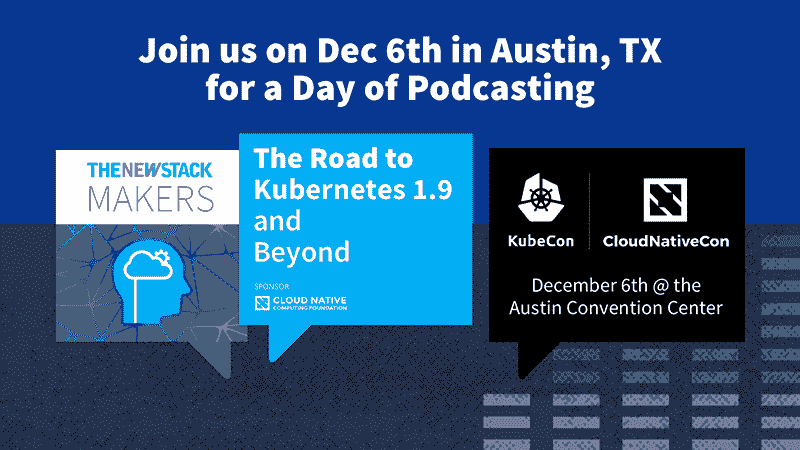 Join us on Dec 6th in Austin, TX
for a Day of Podcasting
THENEWSTACK
MAKERS
The Road to
Kubernetes 1.9
and
Beyond
SPONSOR
CLOUD NATIVE
COMPUTING FOUNDATION
KubeCon
CloudNativeCon
December 6th @ the
Austin Convention Center